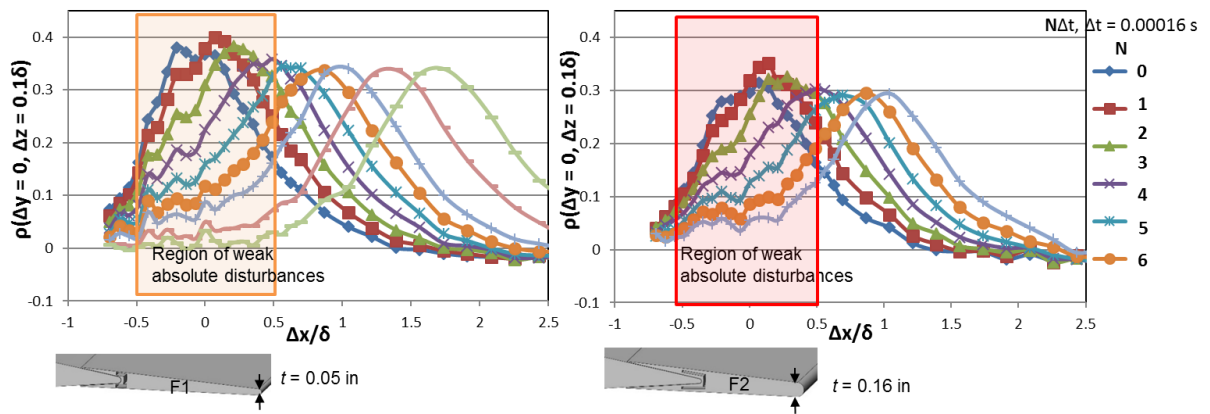 0.4
0.3
0.2
0.1
0
-0.1
ρ(Δy = 0, Δz = 0.1δ)
Region of weak
absolute disturbances
-1 -0.5 0 0.5 1 1.5 2 2.5
Δx/δ
F1
t = 0.05 in
0.4
0.3
0.2
0.1
0
-0.1
ρ(Δy = 0, Δz = 0.1δ)
Region of weak
absolute disturbances
-1 -0.5 0 0.5 1 1.5 2 2.5
Δx/δ
F2
t = 0.16 in
NΔt, Δt = 0.00016 s
N
0
1
2
3
4
5
6